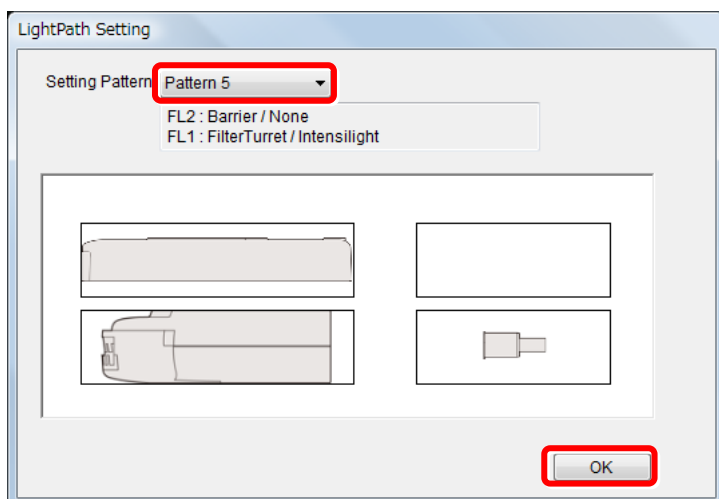 LightPath Setting
Setting Pattern Pattern 5
FL2 : Barrier / None
FL1 : FilterTurret / Intensilight
OK